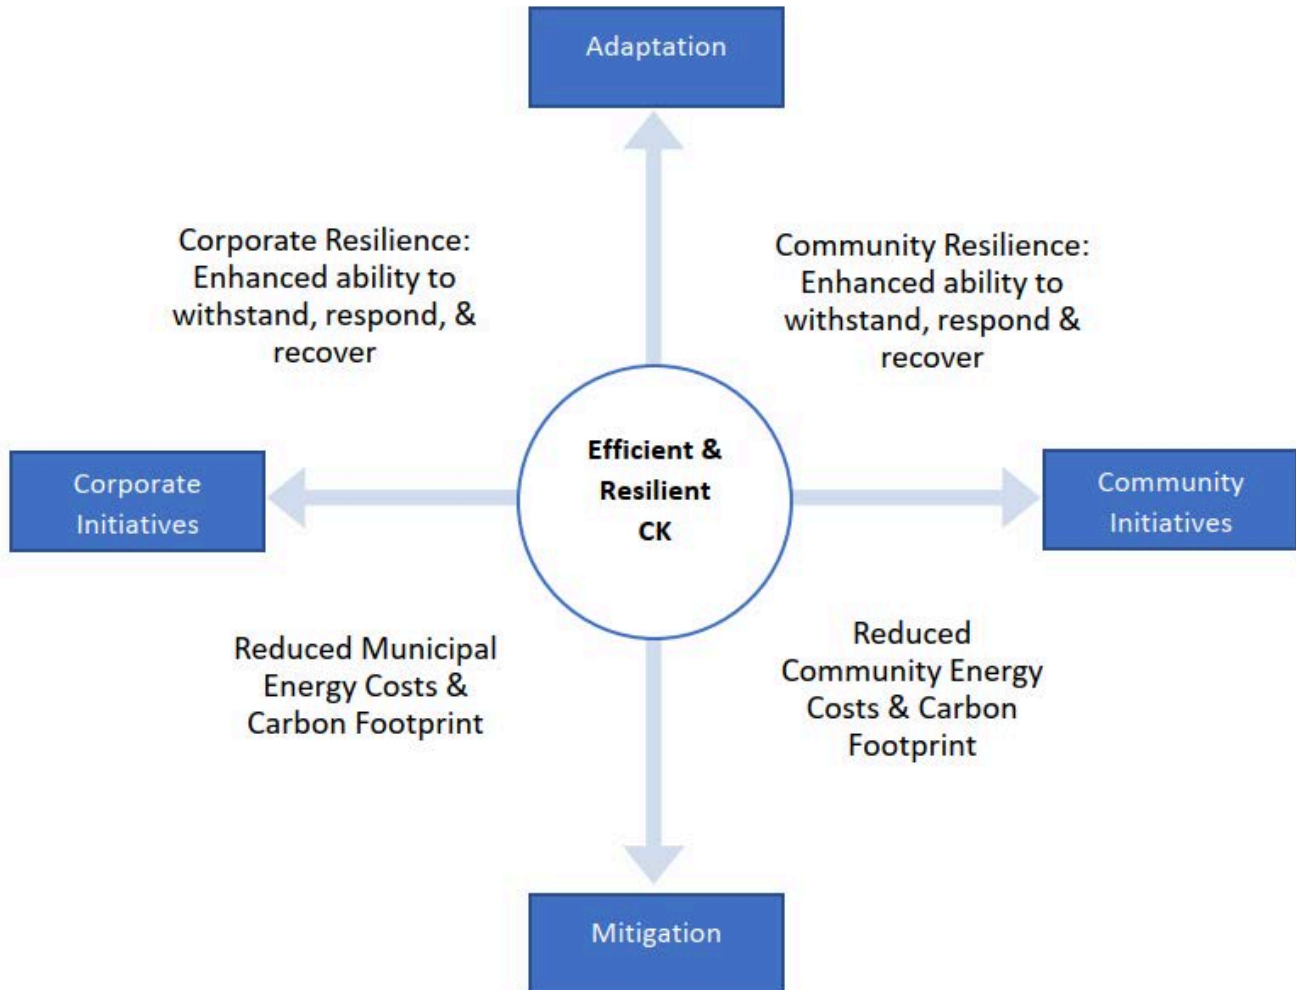 Adaptation
Corporate Resilience:
Enhanced ability to
withstand, respond, &
recover
Community Resilience:
Enhanced ability to
withstand, respond &
recover
Corporate
Initiatives
Efficient &
Resilient
CK
Community
Initiatives
Reduced Municipal
Energy Costs &
Carbon Footprint
Reduced
Community Energy
Costs & Carbon
Footprint
Mitigation